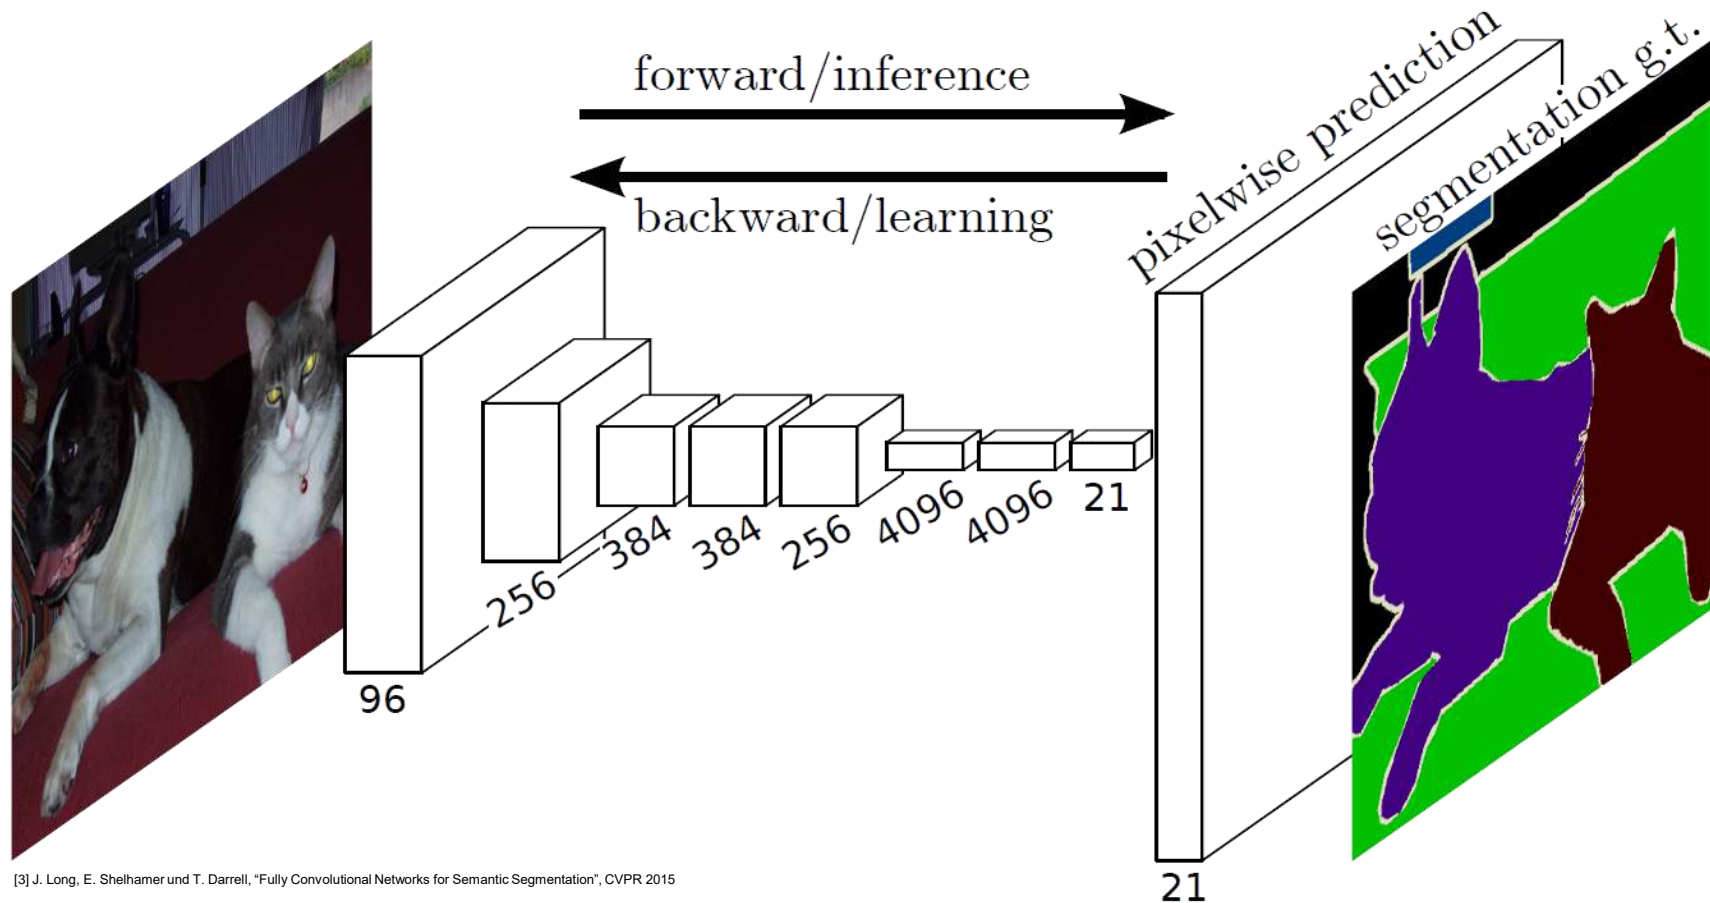 forward/inference
backward/learning
pixelwise prediction
segmentation g.t.
96
256
384
384
256
4096
4096
21
21
[3] J. Long, E. Shelhamer und T. Darrell, “Fully Convolutional Networks for Semantic Segmentation”, CVPR 2015